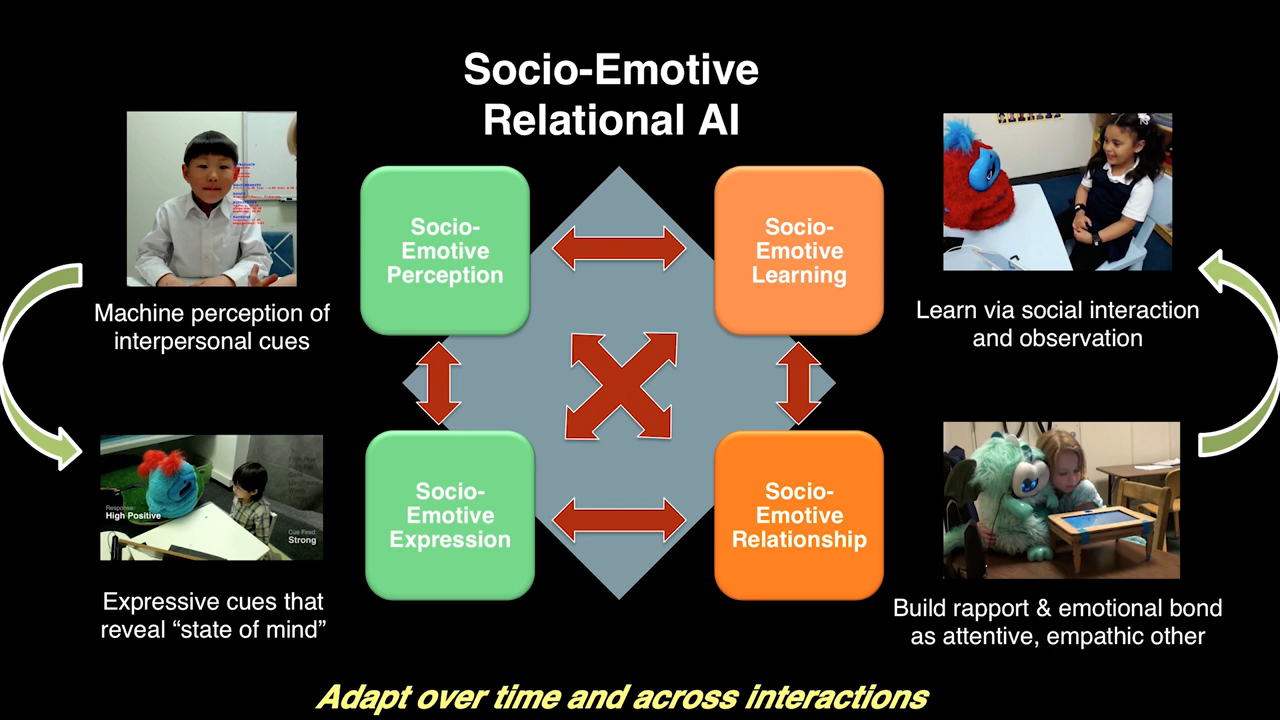 Socio-Emotive
Relational AI
Socio-
Emotive
Perception
Socio-
Emotive
Learning
Machine perception of
interpersonal cues
Learn via social interaction
and observation
Socio-
Emotive
Expression
Socio-
Emotive
Relationship
Response:
High Positive
Cue Fired:
Strong
Expressive cues that
reveal “state of mind”
Build rapport & emotional bond
as attentive, empathic other
Adapt over time and across interactions